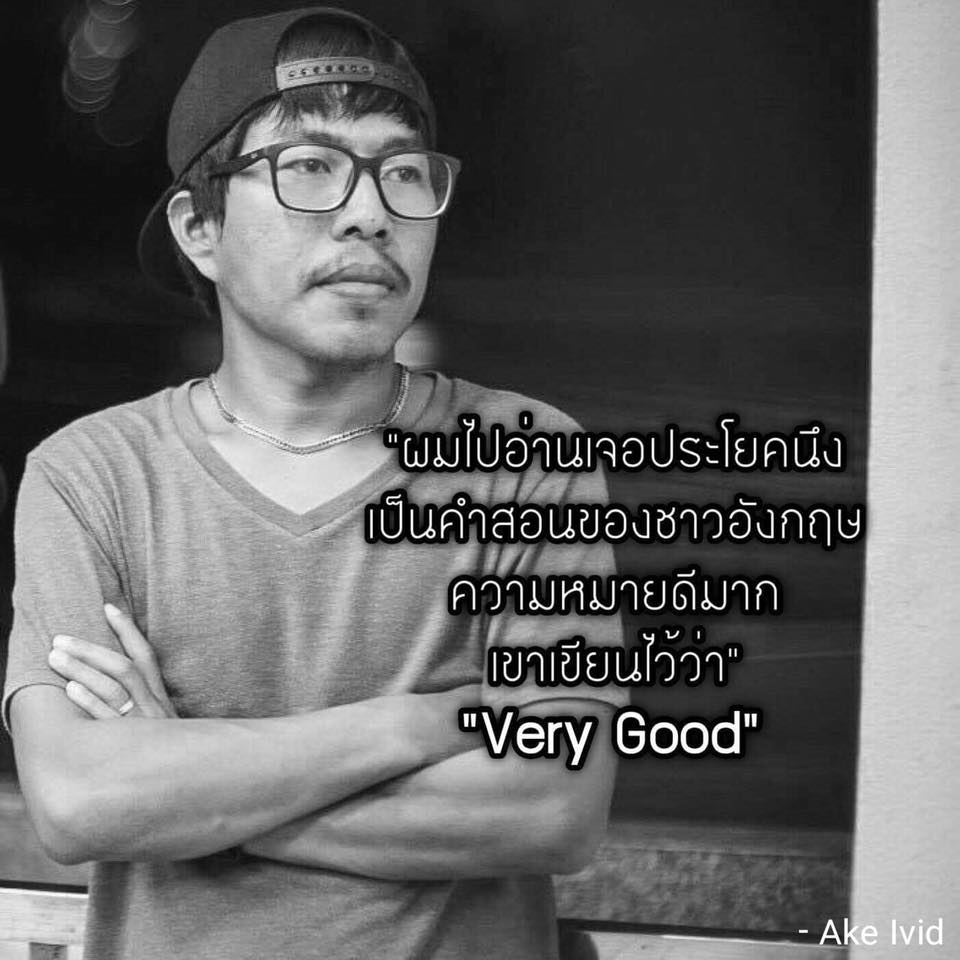 "ผมไปอ่านเจอประโยคนึง
เป็นคำสอนของชาวอังกฤษ
ความหมายดีมาก
เขาเขียนไว้ว่า"
"Very Good"
- Ake Ivid